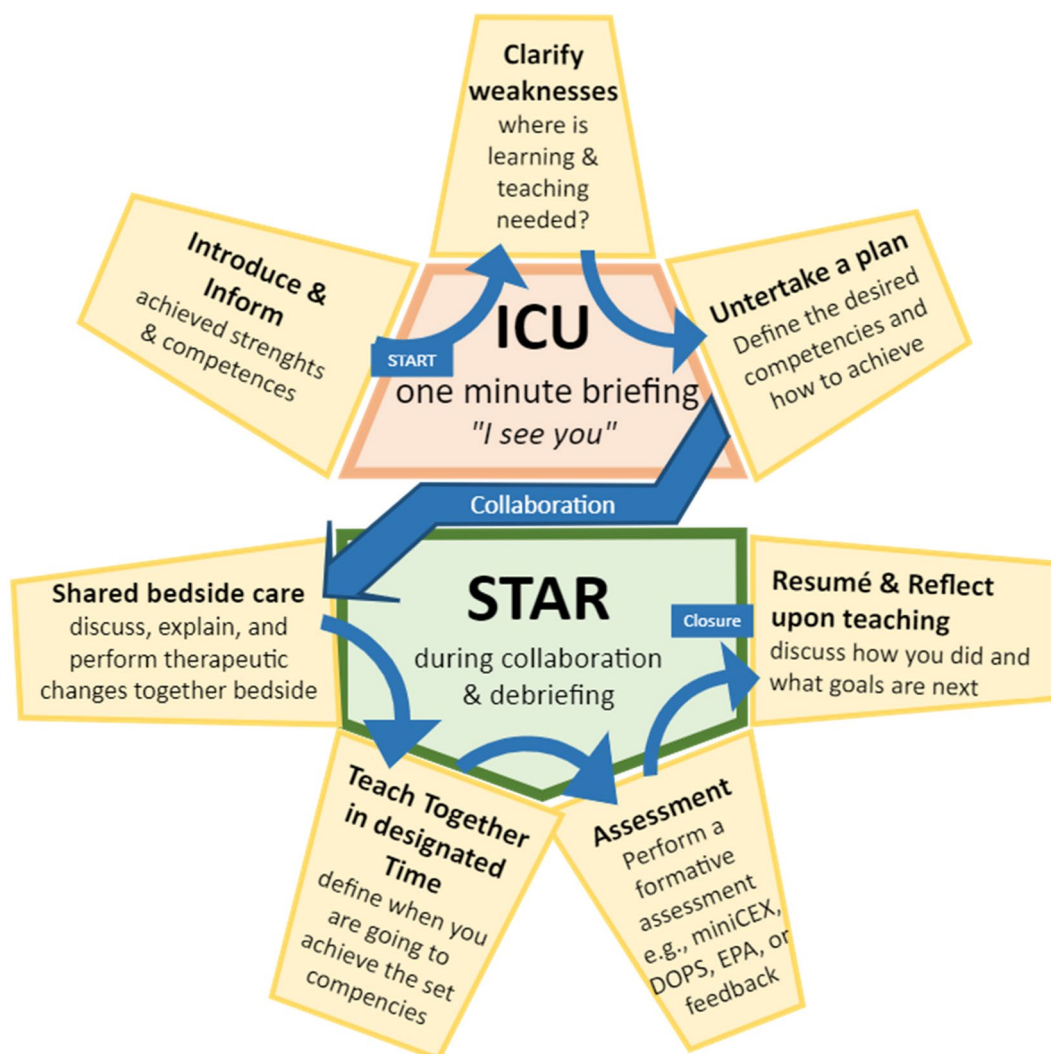 Clarify
weaknesses
where is
learning &
teaching
needed?
Introduce &
Inform
achieved strenghts
& competences
START
ICU
one minute briefing
"I see you"
Untertake a plan
Define the desired
competencies and
how to achieve
Collaboration
Shared bedside care
discuss, explain, and
perform therapeutic
changes together bedside
STAR
during collaboration
& debriefing
Closure
Resumé & Reflect
upon teaching
discuss how you did and
what goals are next
Teach Together
in designated
Time
define when you
are going to
achieve the set
compencies
Assessment
Perform a
formative
assessment
e.g., miniCEX,
DOPS, EPA, or
feedback